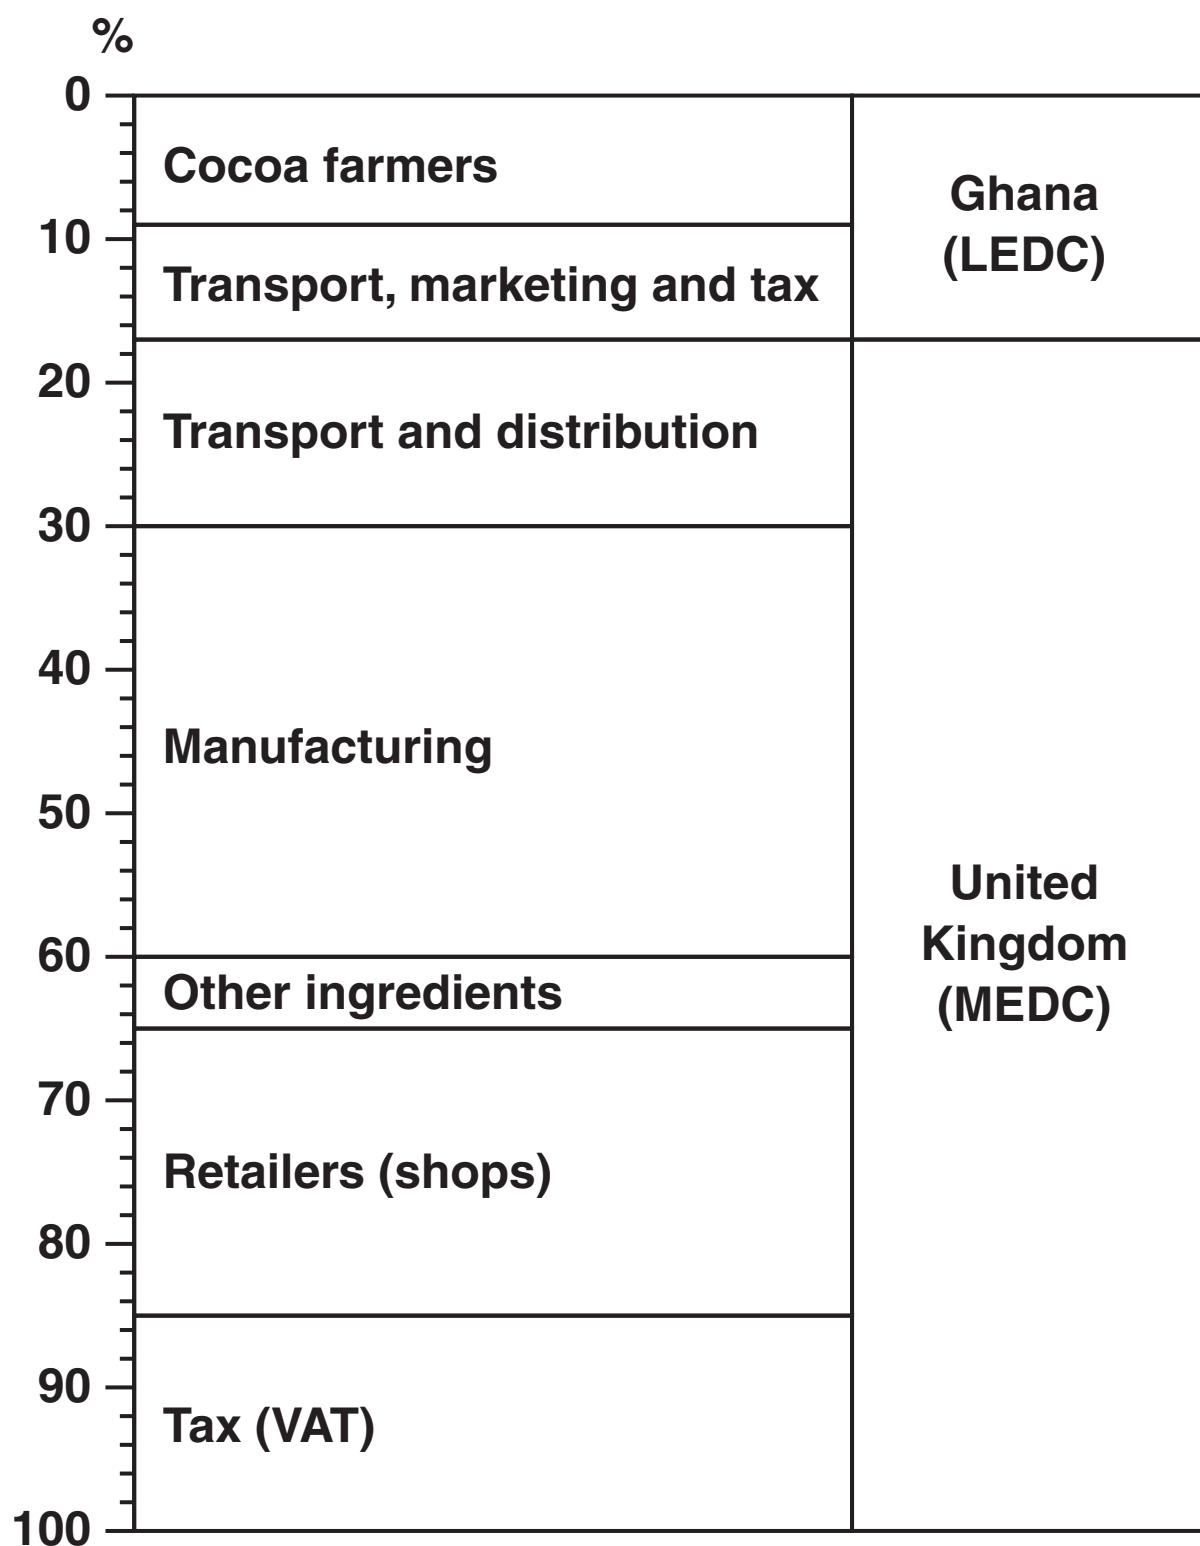 %
0
Cocoa farmers
Ghana
(LEDC)
10
Transport, marketing and tax
20
Transport and distribution
30
40
Manufacturing
50
United
Kingdom
(MEDC)
60
Other ingredients
70
Retailers (shops)
80
90
Tax (VAT)
100